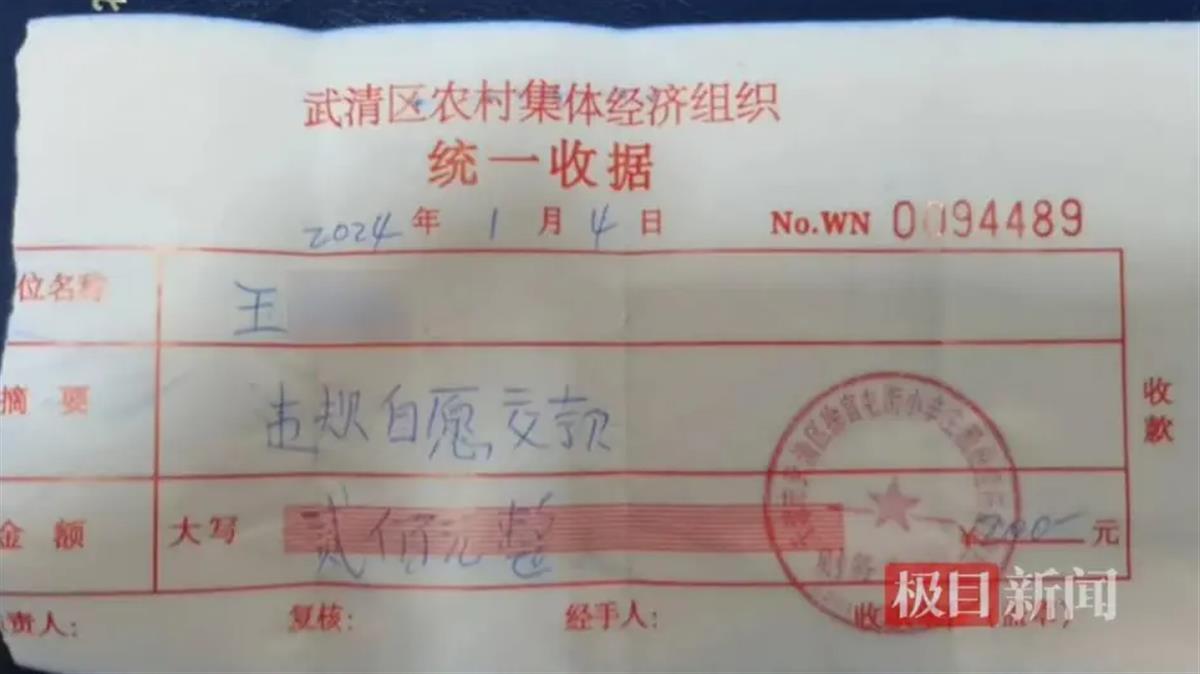 武清区农村集体经济组织
统一收据
2024 年 1 月 4 日 No.WN 0094489
位名称 王
摘要 违规自愿交款
收款
金额 大写 贰佰元整 ¥200- 元
责人: 复核: 经手人: 收
财务
极目新闻